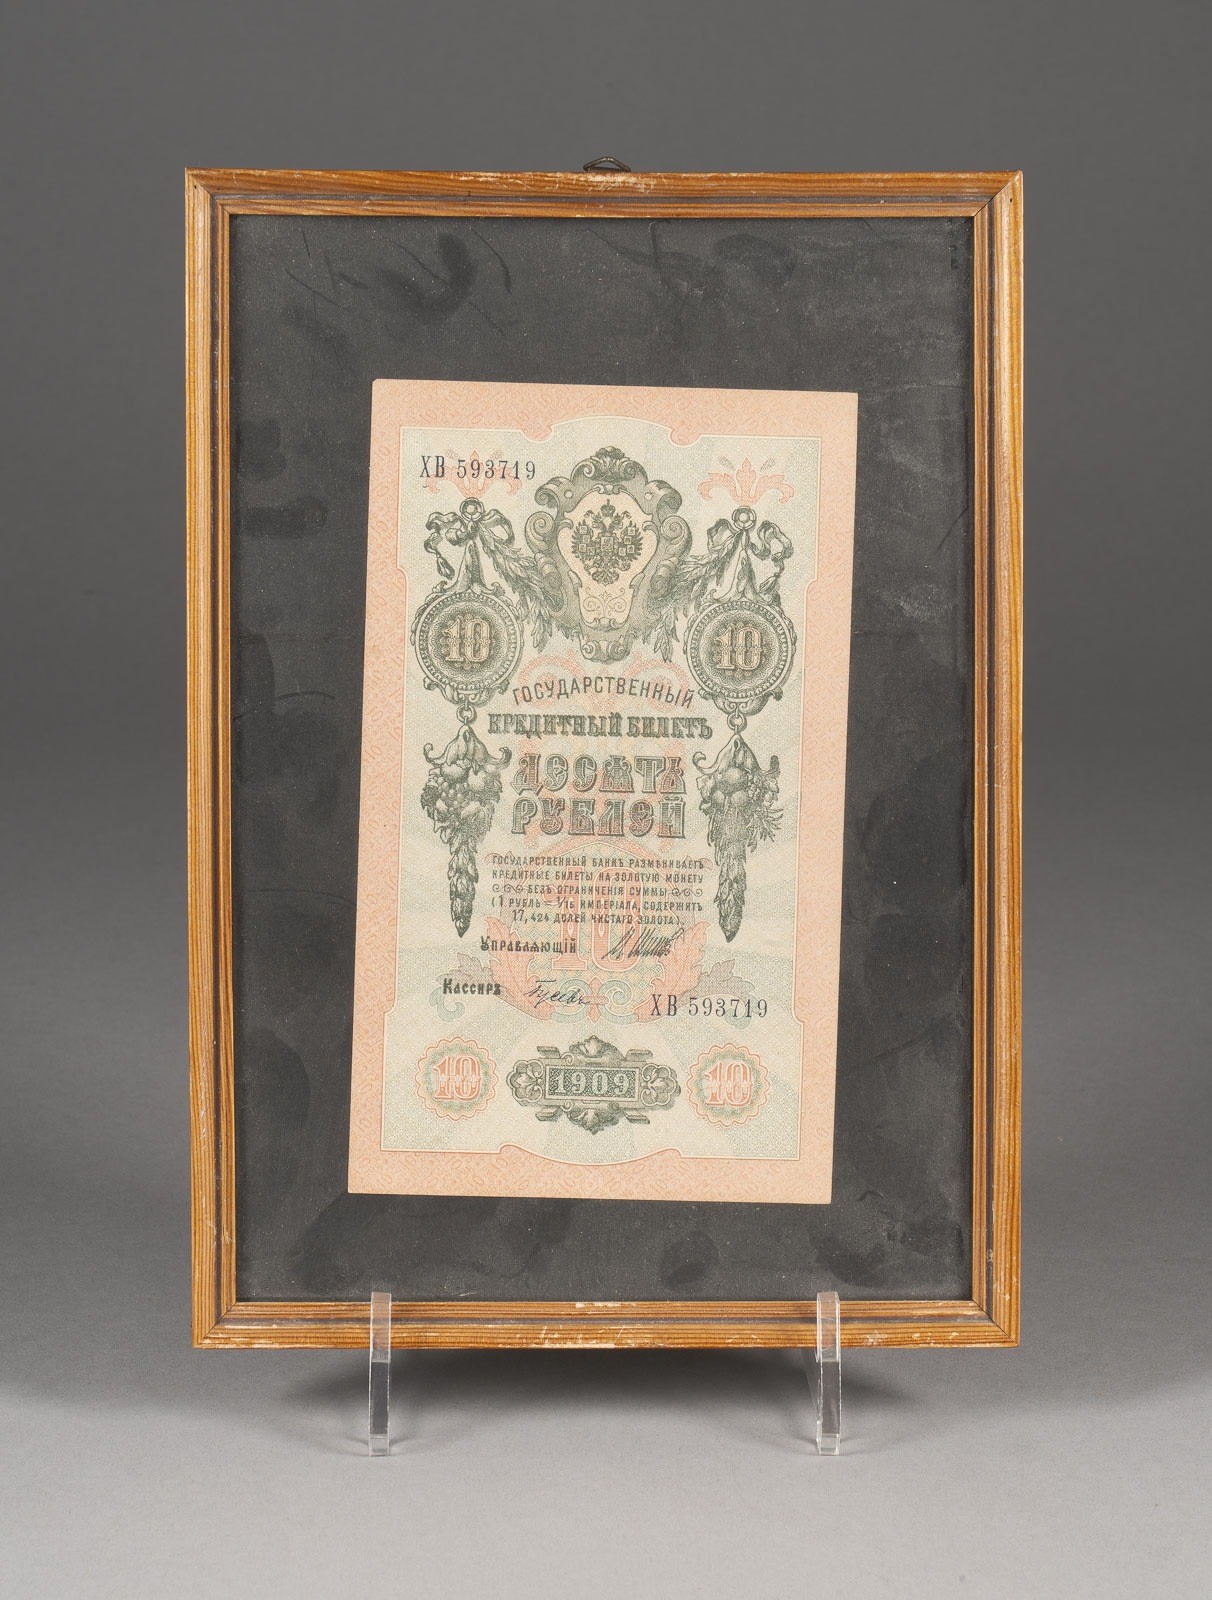 ХВ 593719
10 10
ГОСУДАРСТВЕННЫЙ
КРЕДИТНЫЙ БИЛЕТЪ
ДЕСЯТЬ
РУБЛЕЙ
ГОСУДАРСТВЕННЫЙ БАНКЪ РАЗМѢНИВАЕТЪ
КРЕДИТНЫЕ БИЛЕТЫ НА ЗОЛОТУЮ МОНЕТУ
БЕЗЪ ОГРАНИЧЕНІЯ СУММЫ
(1 РУБЛЬ = 1/15 ИМПЕРІАЛА, СОДЕРЖИТЪ
17,424 ДОЛЕЙ ЧИСТАГО ЗОЛОТА).
10
УПРАВЛЯЮЩІЙ
КАССИРЪ
ХВ 593719
10 1909 10